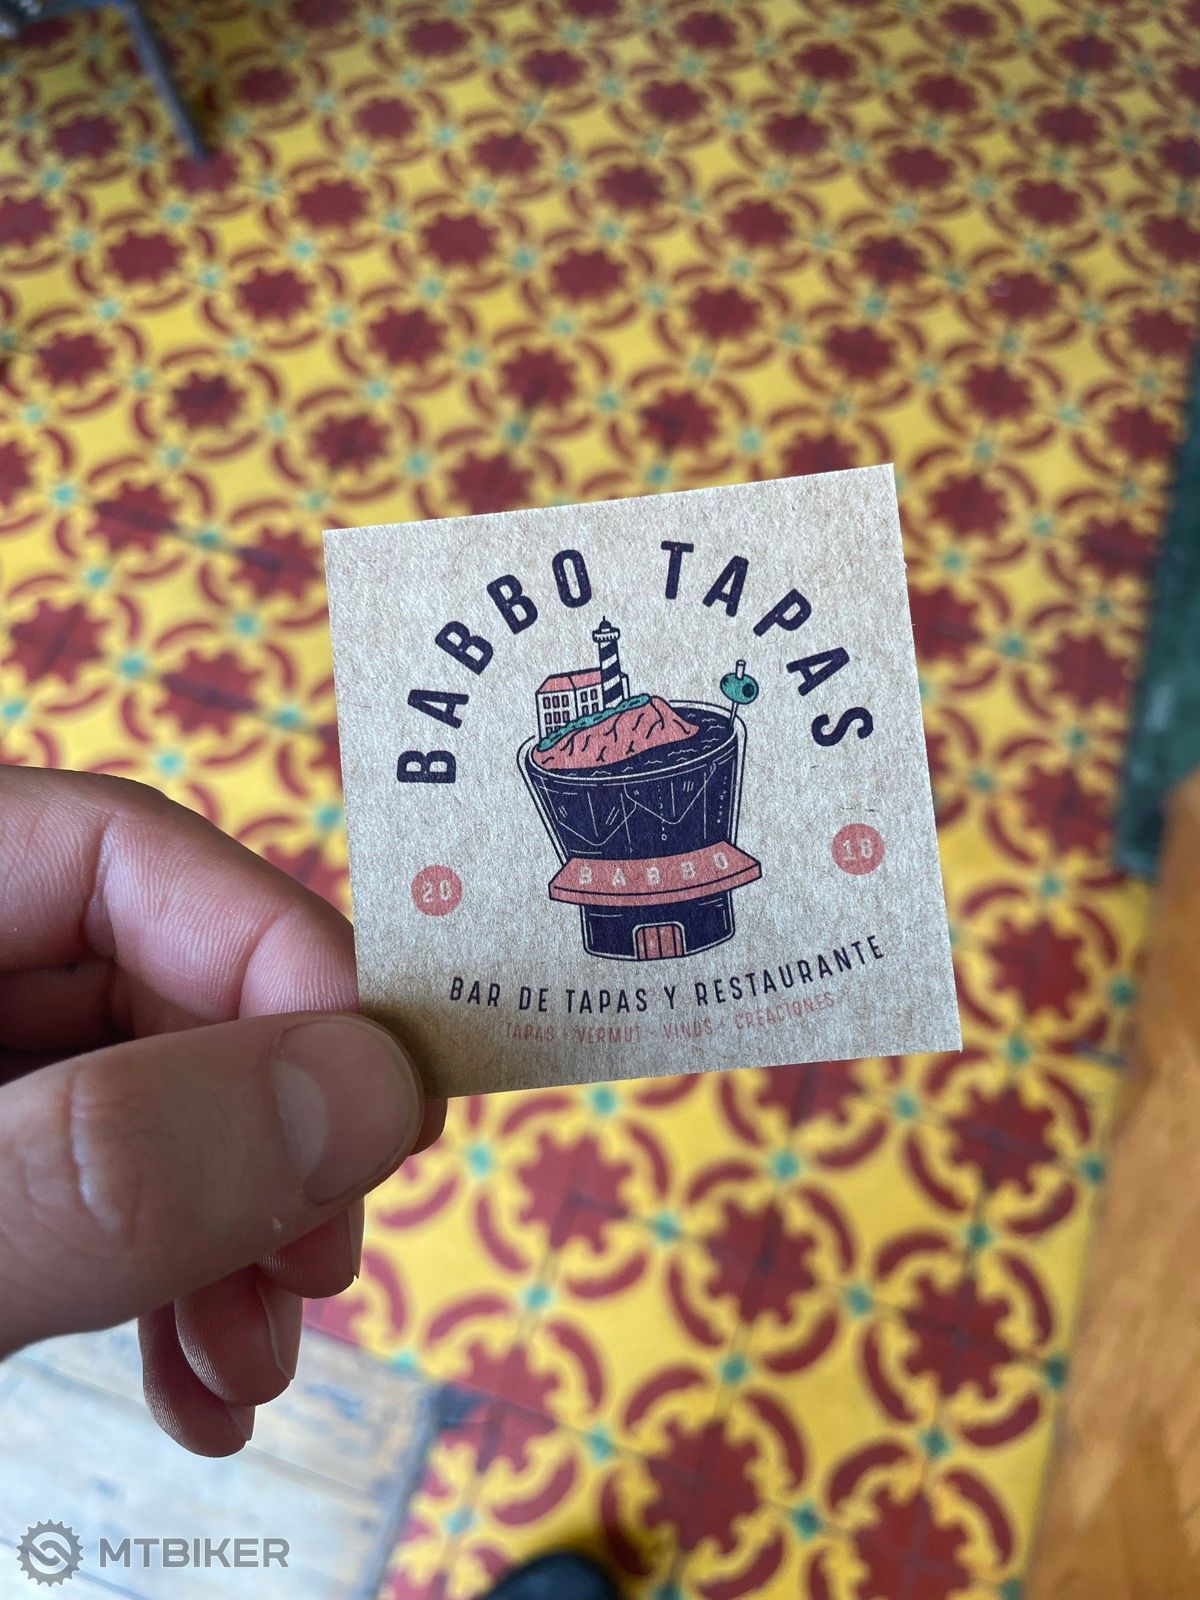 BABBO TAPAS
BABBO
20
18
BAR DE TAPAS Y RESTAURANTE
TAPAS · VERMUT · VINOS · CREACIONES
MTBIKER